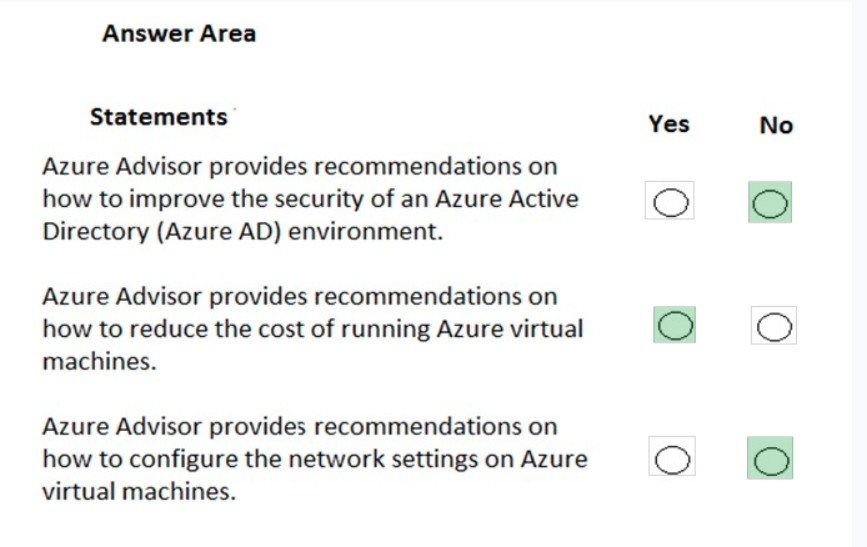 Answer Area
Statements
Yes No
Azure Advisor provides recommendations on
how to improve the security of an Azure Active
Directory (Azure AD) environment.
Azure Advisor provides recommendations on
how to reduce the cost of running Azure virtual
machines.
Azure Advisor provides recommendations on
how to configure the network settings on Azure
virtual machines.